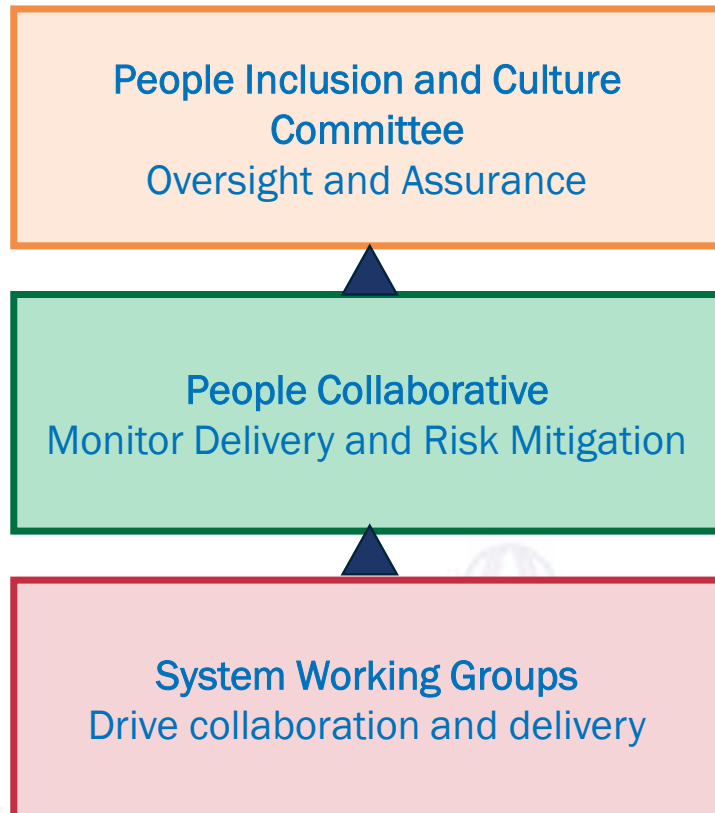 People Inclusion and Culture
Committee
Oversight and Assurance
People Collaborative
Monitor Delivery and Risk Mitigation
System Working Groups
Drive collaboration and delivery